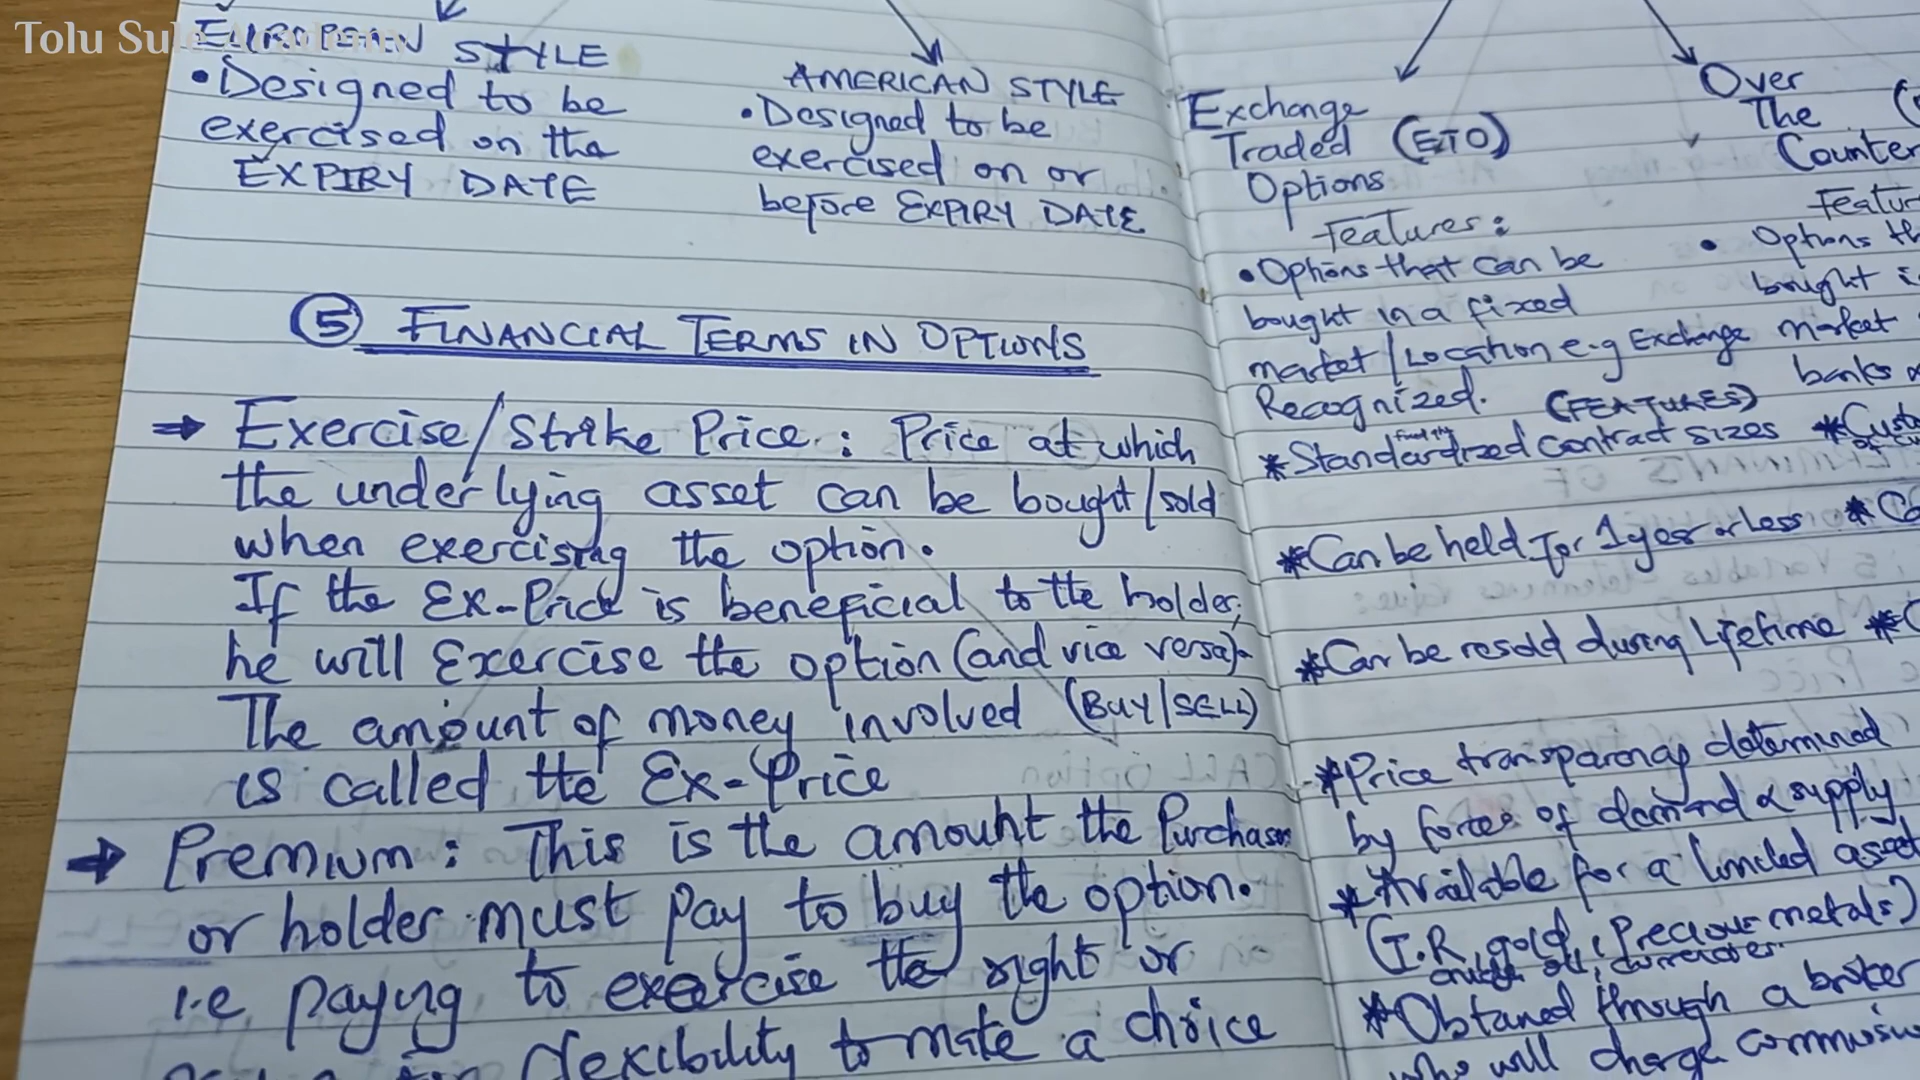 Tolu Sule Academy
EUROPEAN STYLE
• Designed to be
exercised on the
EXPIRY DATE
AMERICAN STYLE
• Designed to be
exercised on or
before EXPIRY DATE
⑤ FINANCIAL TERMS IN OPTIONS
→ Exercise/Strike Price : Price at which
the underlying asset can be bought/sold
when exercising the option.
If the Ex-Price is beneficial to the holder,
he will Exercise the option (and vice versa).
The amount of money involved (BUY/SELL)
is called the Ex-Price
→ Premium : This is the amount the Purchaser
or holder must pay to buy the option.
i.e paying to exercise the right or
flexibility to make a choice
Exchange
Traded (ETO)
Options
Features:
• Options that can be
bought in a fixed
market/Location e.g Exchange
Recognized. (FEATURES)
* Standardized contract sizes
* Can be held for 1 year or less
* Can be resold during Lifetime
* Price transparency determined
by forces of demand & supply
* Available for a limited asset
(I.R, gold, Precious metals)
crude oil, currencies
* Obtained through a broker
who will charge
Over
The
Counter
• Options
bought
market
banks